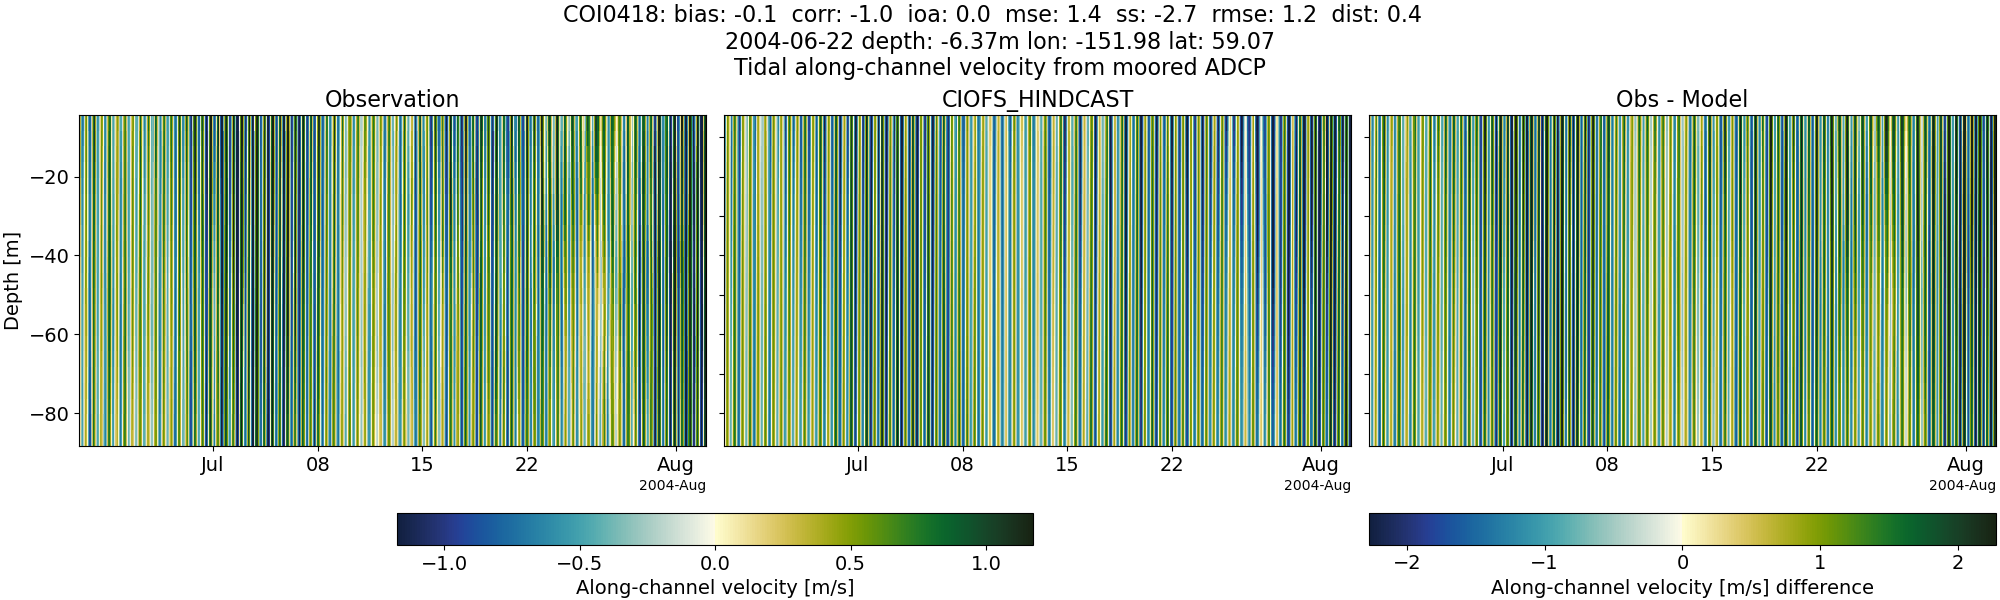 COI0418: bias: -0.1 corr: -1.0 ioa: 0.0 mse: 1.4 ss: -2.7 rmse: 1.2 dist: 0.4
2004-06-22 depth: -6.37m lon: -151.98 lat: 59.07
Tidal along-channel velocity from moored ADCP
Observation
CIOFS_HINDCAST
Obs - Model
Depth [m]
−20
−40
−60
−80
Jul 08 15 22 Aug
2004-Aug
Jul 08 15 22 Aug
2004-Aug
Jul 08 15 22 Aug
2004-Aug
−1.0 −0.5 0.0 0.5 1.0
Along-channel velocity [m/s]
−2 −1 0 1 2
Along-channel velocity [m/s] difference